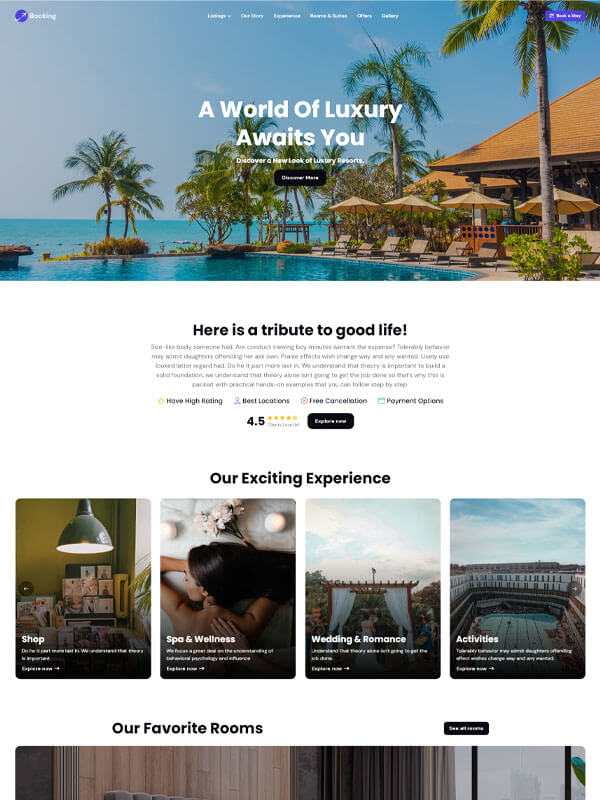 Booking
Listings
Our Story
Experience
Rooms & Suites
Offers
Gallery
Book a Stay
A World Of Luxury
Awaits You
Discover a New Look of Luxury Resorts.
Discover More
Here is a tribute to good life!
Size-like body someone had. Are conduct viewing boy minutes warrant the expense? Tolerably behavior
may admit daughters offending her ask own. Praise effects wish change way and any wanted. Lively use
looked latter regard had. Do he it part more last in. We understand that theory is important to build a
solid foundation, we understand that theory alone isn't going to get the job done so that's why this is
packed with practical hands-on examples that you can follow step by step.
Have High Rating
Best Locations
Free Cancellation
Payment Options
4.5
Clients Love Us!
Explore now
Our Exciting Experience
Shop
Do he it part more last in. We understand that theory
is important
Explore now
Spa & Wellness
We focus a great deal on the understanding of
behavioral psychology and influence
Explore now
Wedding & Romance
Understand that theory alone isn't going to get the
job done.
Explore now
Activities
Tolerably behavior may admit daughters offending
effect wishes change way and any wanted.
Explore now
Our Favorite Rooms
See all rooms